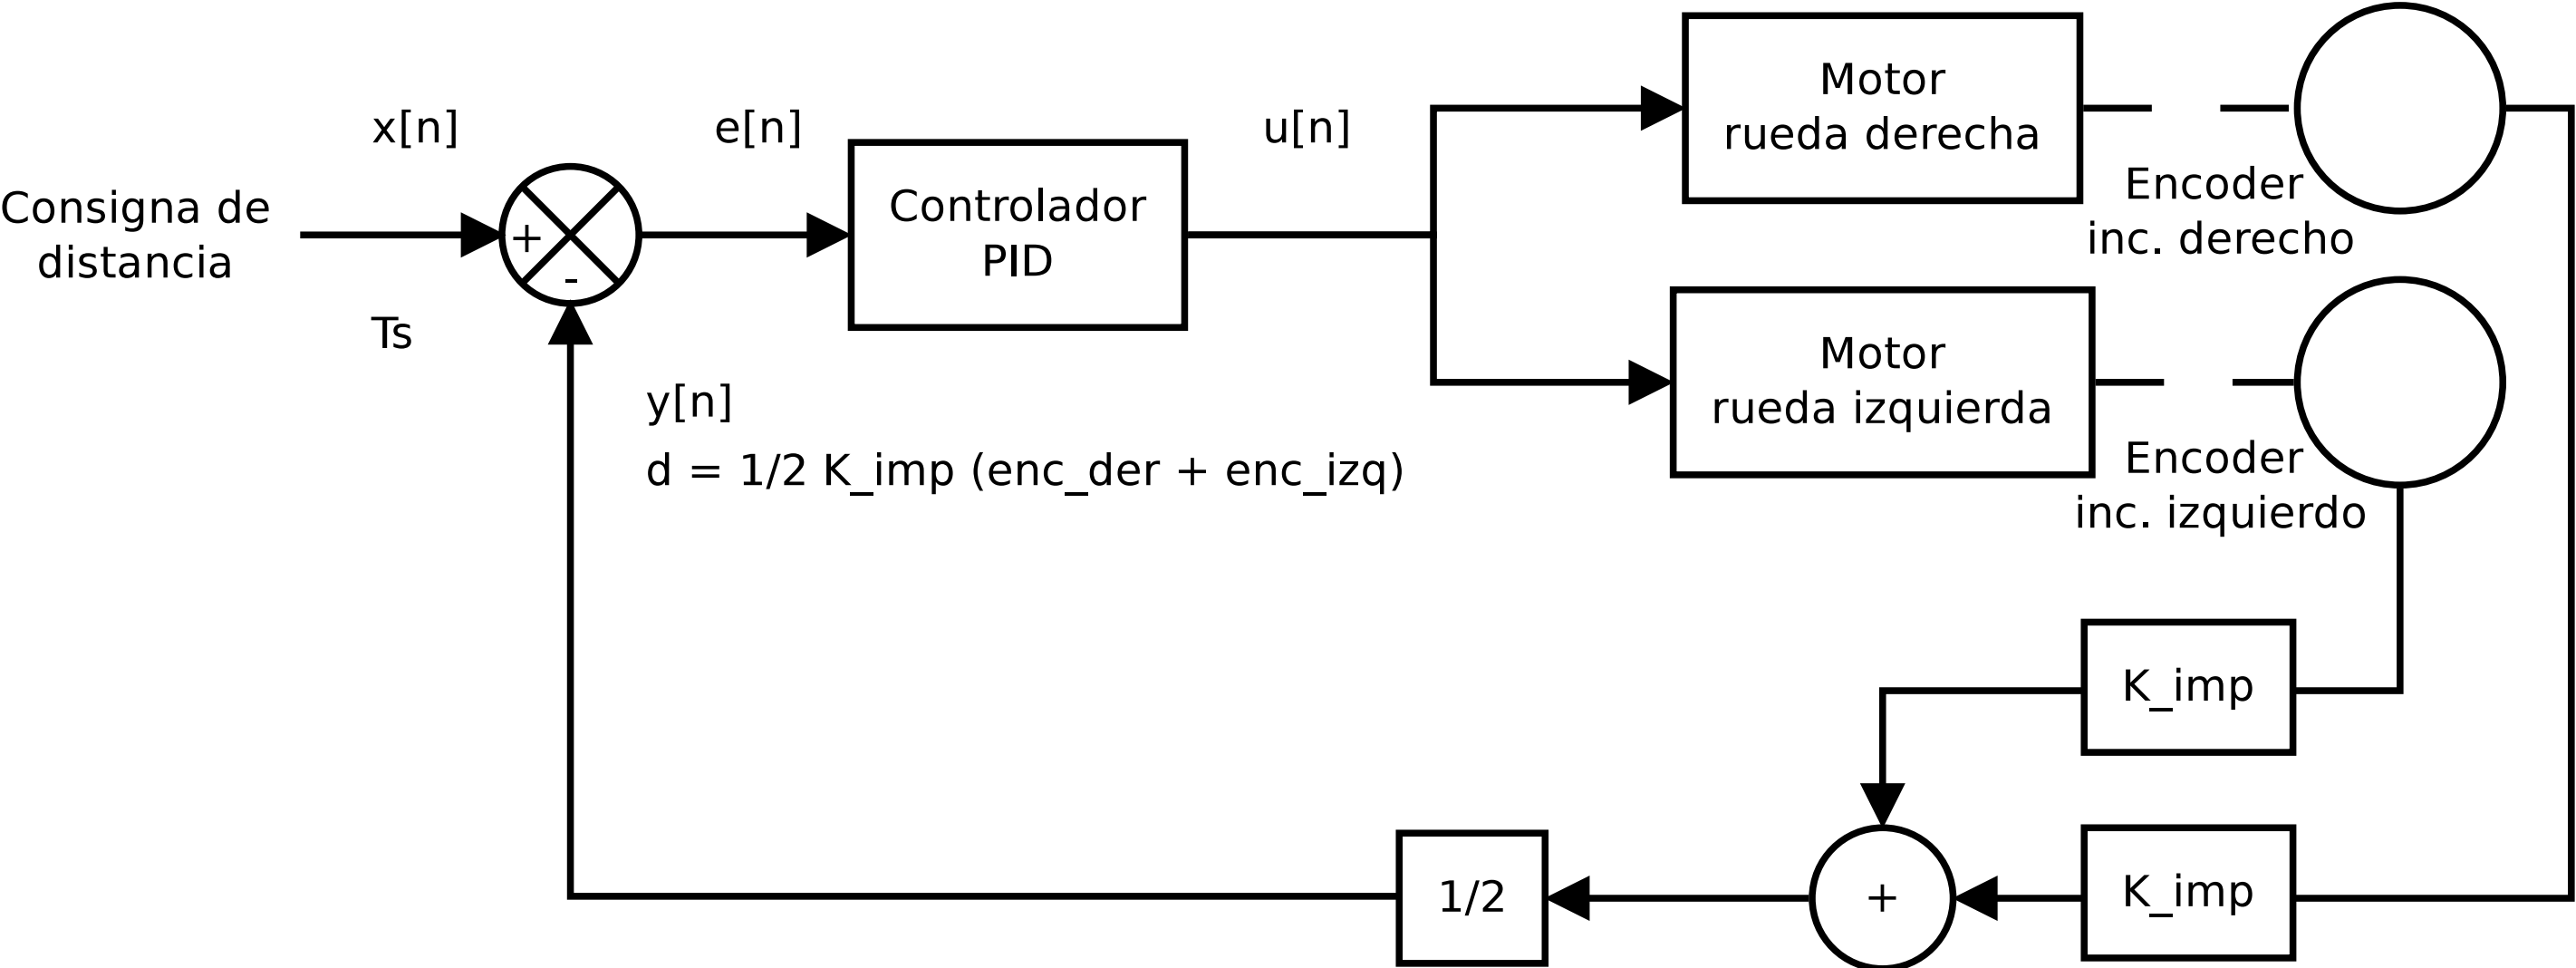 x[n]
e[n]
u[n]
Consigna de
distancia
+
-
Ts
Controlador
PID
Motor
rueda derecha
Encoder
inc. derecho
Motor
rueda izquierda
Encoder
inc. izquierdo
y[n]
d = 1/2 K_imp (enc_der + enc_izq)
K_imp
1/2
+
K_imp